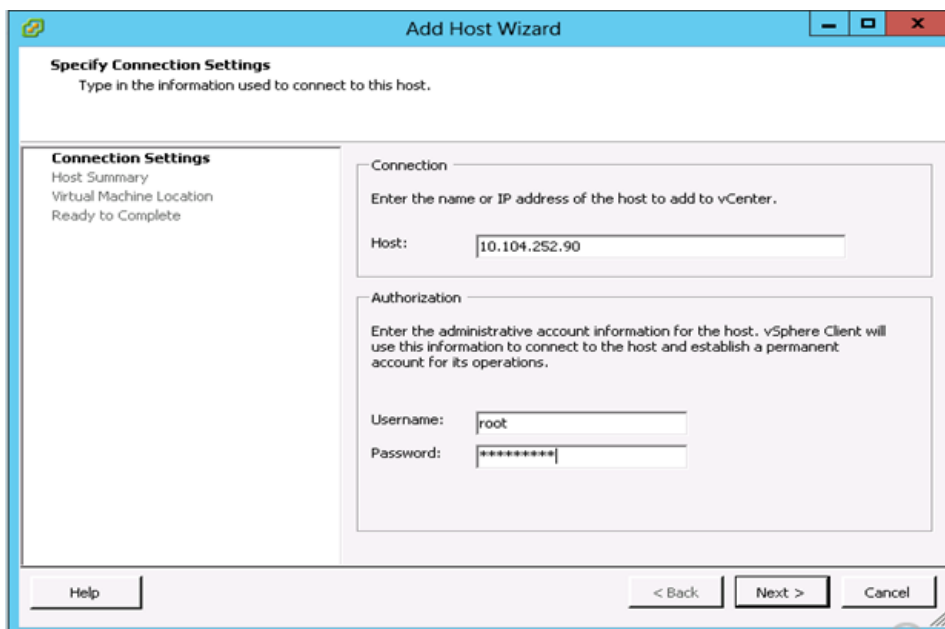 Add Host Wizard
Specify Connection Settings
Type in the information used to connect to this host.
Connection Settings
Host Summary
Virtual Machine Location
Ready to Complete
Connection
Enter the name or IP address of the host to add to vCenter.
Host: 10.104.252.90
Authorization
Enter the administrative account information for the host. vSphere Client will
use this information to connect to the host and establish a permanent
account for its operations.
Username: root
Password: *********
Help < Back Next > Cancel